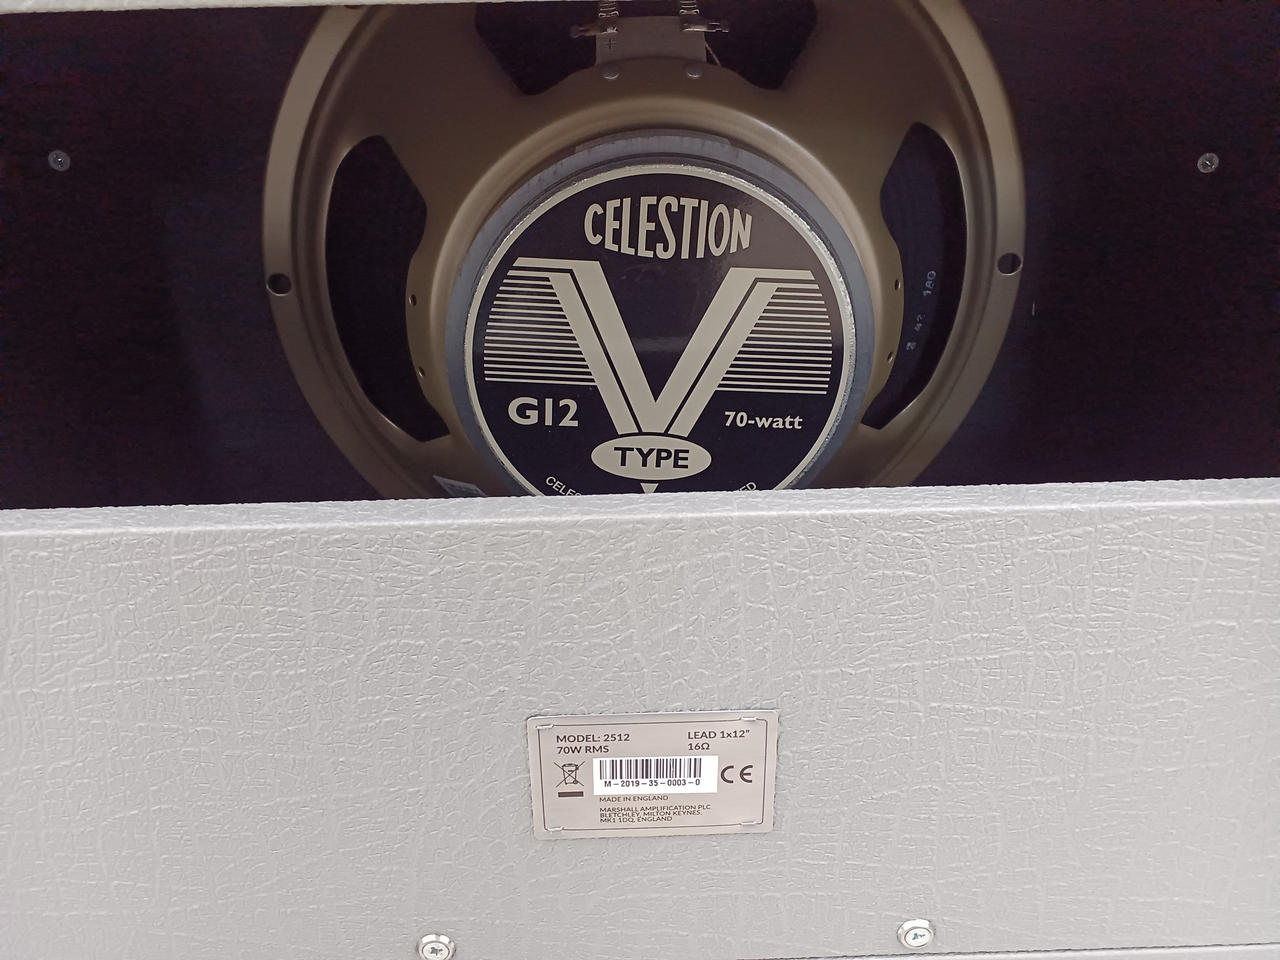 +
CELESTION
V
G12
70-watt
TYPE
MODEL: 2512
LEAD 1x12"
70W RMS
16Ω
M-2019-35-0003-0
CE
MADE IN ENGLAND
MARSHALL AMPLIFICATION PLC
BLETCHLEY, MILTON KEYNES.
MK1 1DQ, ENGLAND